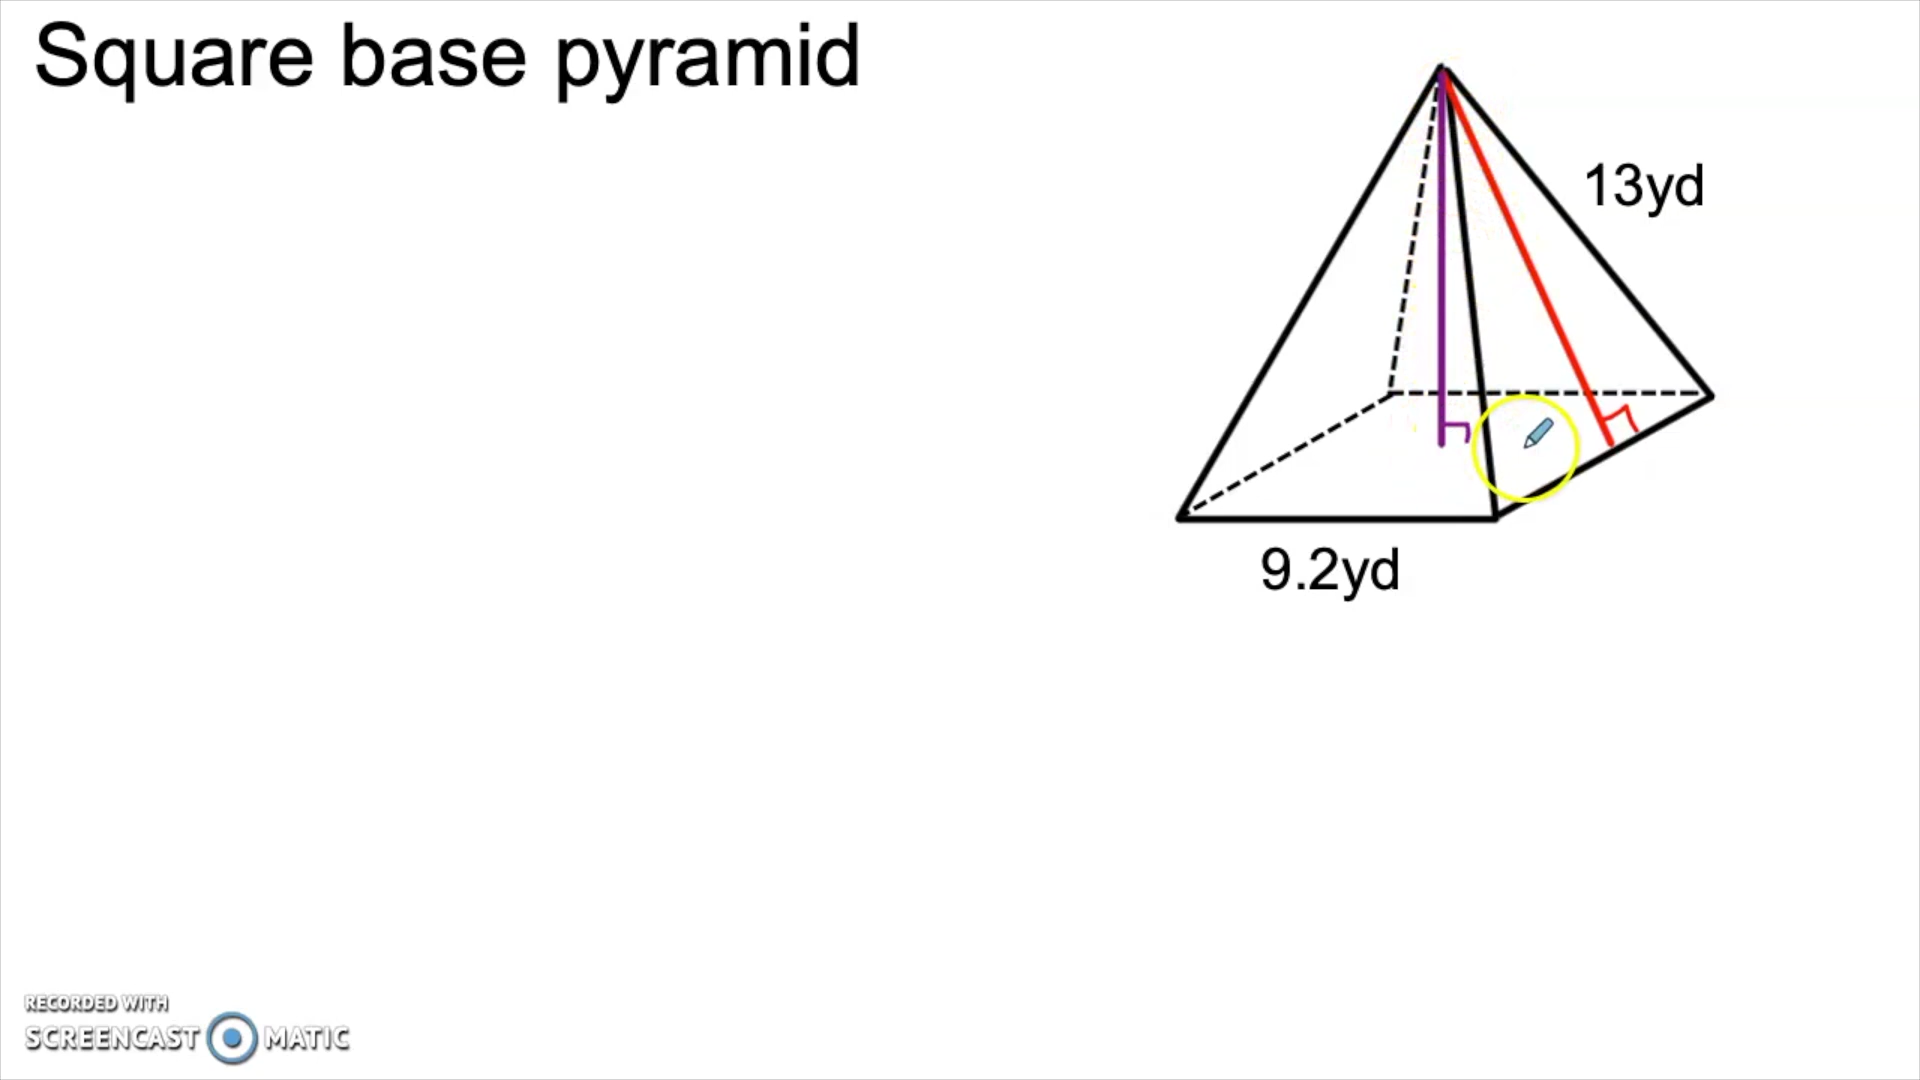 Square base pyramid
13yd
9.2yd
RECORDED WITH
SCREENCAST MATIC